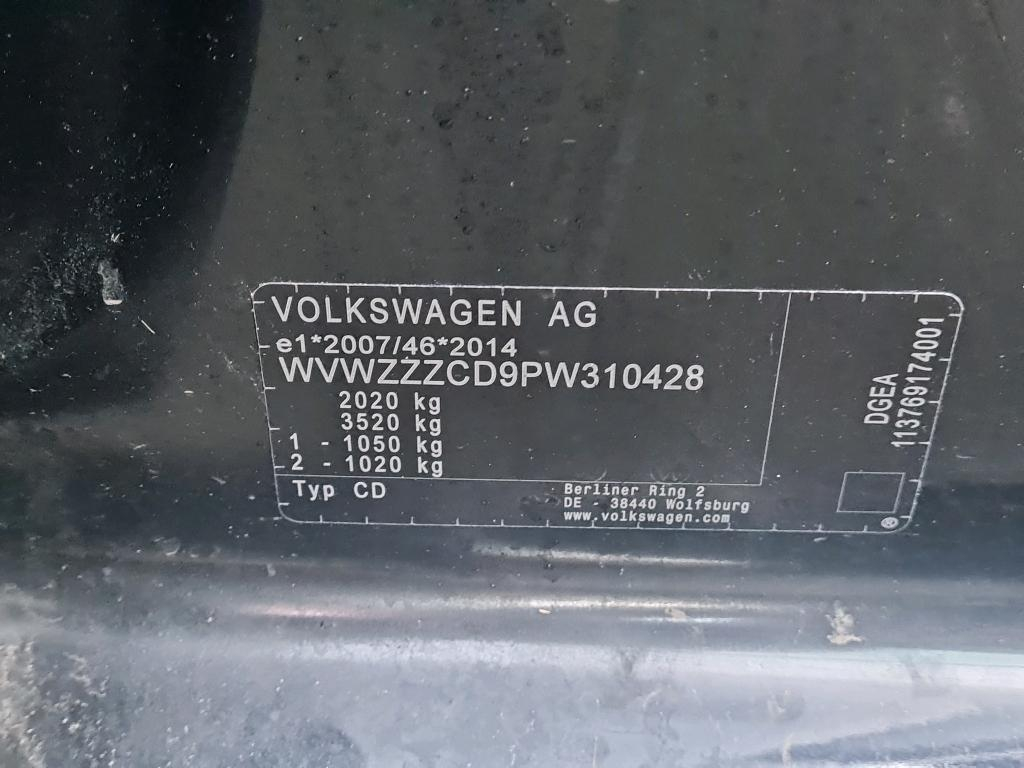 VOLKSWAGEN AG
e1*2007/46*2014
WVWZZZCD9PW310428
2020 kg
3520 kg
1 - 1050 kg
2 - 1020 kg
Typ CD
Berliner Ring 2
DE - 38440 Wolfsburg
www.volkswagen.com
DGEA
113769174001
®